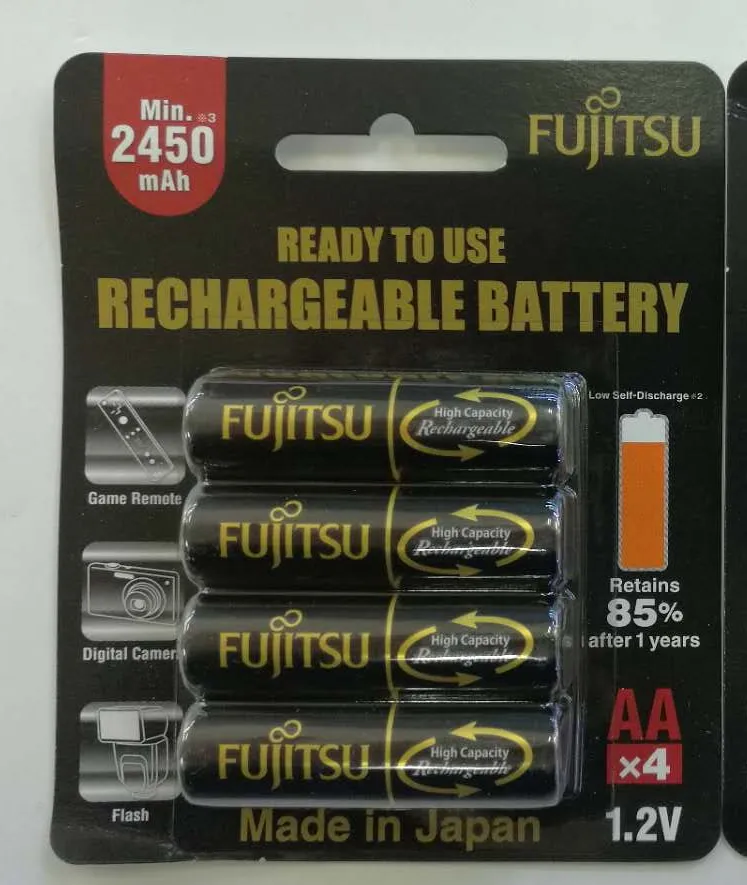 Min. ※3
2450
mAh
FUJITSU
READY TO USE
RECHARGEABLE BATTERY
FUJITSU
High Capacity
Rechargeable
Low Self-Discharge ※2
Game Remote
FUJITSU
High Capacity
Rechargeable
Retains
85%
after 1 years
FUJITSU
High Capacity
Rechargeable
Digital Camer
AA
x4
FUJITSU
High Capacity
Rechargeable
Flash
Made in Japan
1.2V